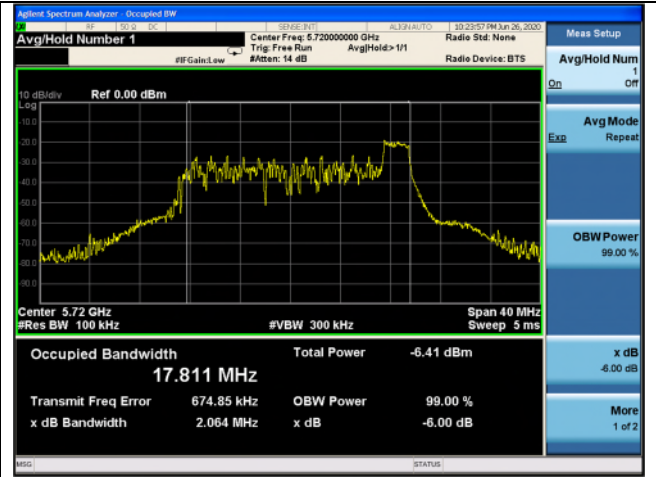 Agilent Spectrum Analyzer - Occupied BW
RF 50 Ω DC SENSE:INT ALIGNAUTO 10:23:57 PM Jun 26, 2020
Avg/Hold Number 1
Center Freq: 5.720000000 GHz Radio Std: None
Trig: Free Run Avg|Hold:>1/1
#IFGain:Low #Atten: 14 dB Radio Device: BTS
10 dB/div Ref 0.00 dBm
Log
-10.0
-20.0
-30.0
-40.0
-50.0
-60.0
-70.0
-80.0
-90.0
Center 5.72 GHz Span 40 MHz
#Res BW 100 kHz #VBW 300 kHz Sweep 5 ms
Occupied Bandwidth Total Power -6.41 dBm
17.811 MHz
Transmit Freq Error 674.85 kHz OBW Power 99.00 %
x dB Bandwidth 2.064 MHz x dB -6.00 dB
MSG STATUS
Meas Setup
Avg/Hold Num
1
On Off
Avg Mode
Exp Repeat
OBW Power
99.00 %
x dB
-6.00 dB
More
1 of 2